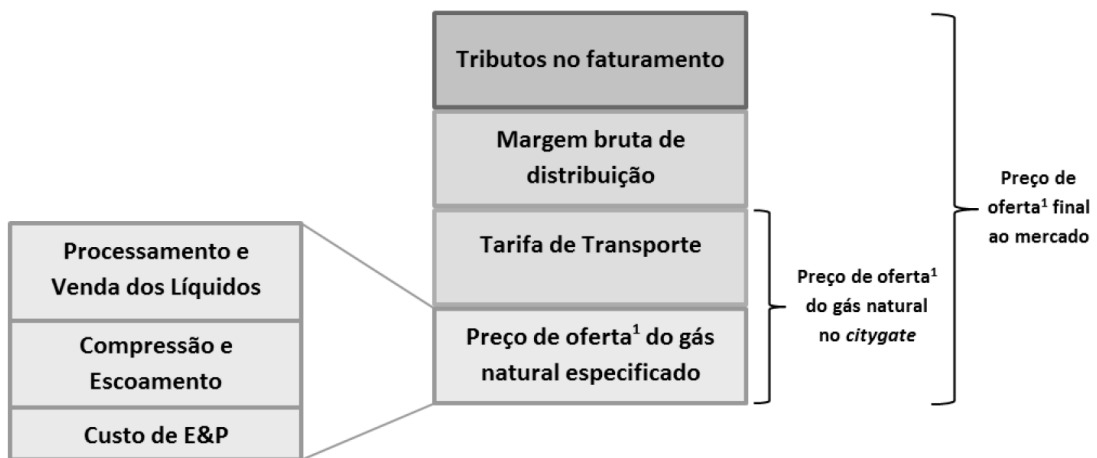 Tributos no faturamento
Margem bruta de
distribuição
Tarifa de Transporte
Preço de oferta¹ do gás
natural especificado
Processamento e
Venda dos Líquidos
Compressão e
Escoamento
Custo de E&P
Preço de oferta¹
do gás natural
no citygate
Preço de
oferta¹ final
ao mercado